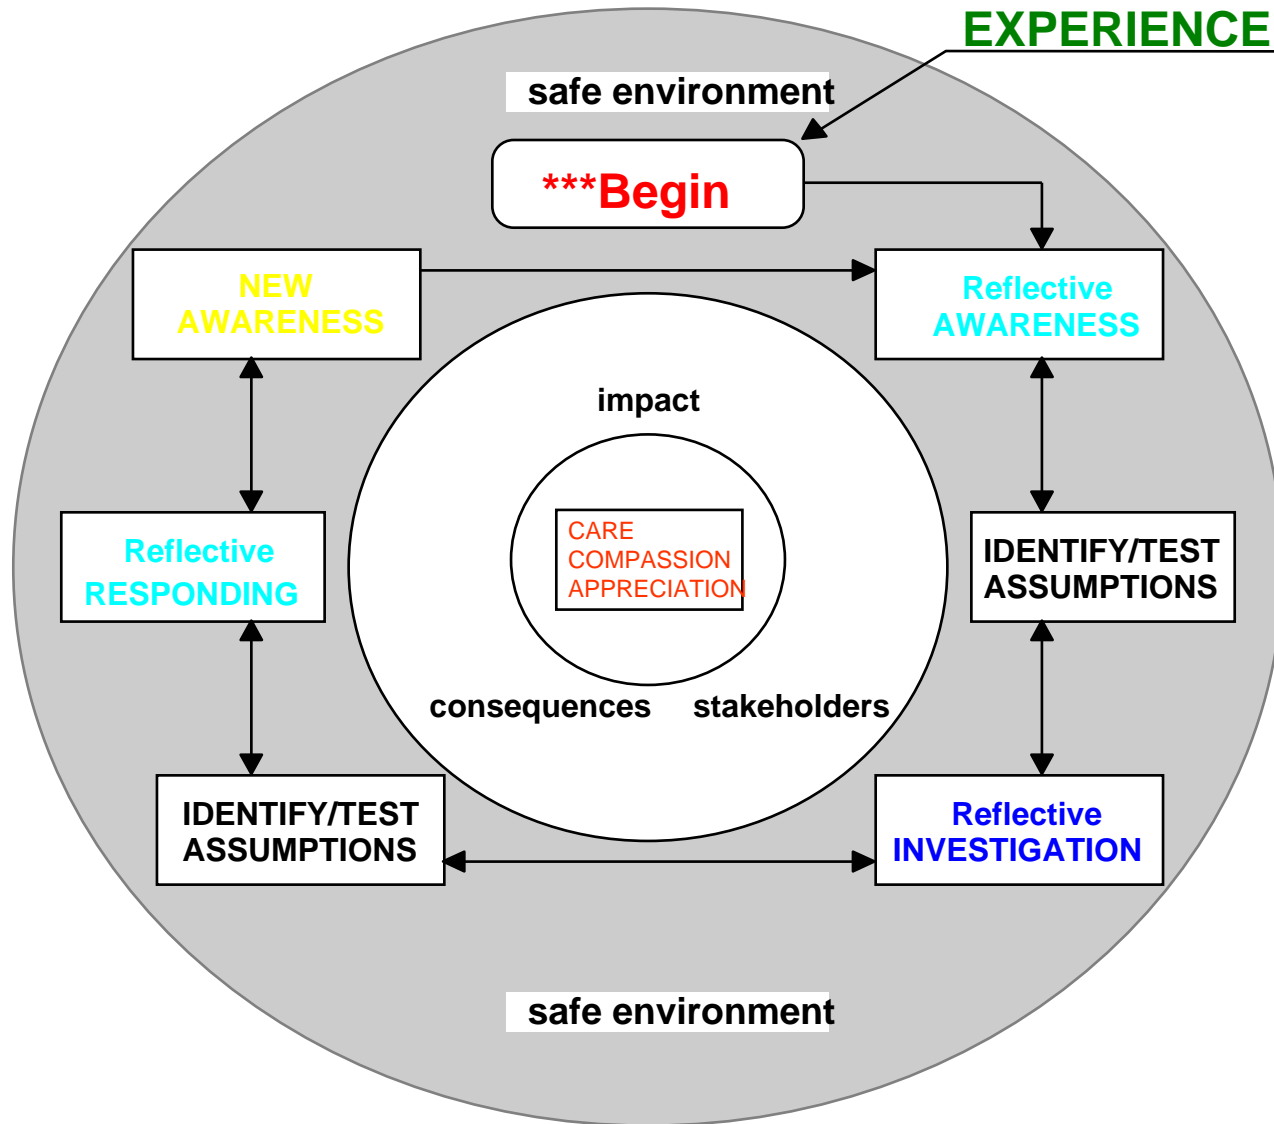 EXPERIENCE
safe environment
***Begin
NEW
AWARENESS
Reflective
AWARENESS
impact
CARE
COMPASSION
APPRECIATION
Reflective
RESPONDING
IDENTIFY/TEST
ASSUMPTIONS
consequences
stakeholders
IDENTIFY/TEST
ASSUMPTIONS
Reflective
INVESTIGATION
safe environment